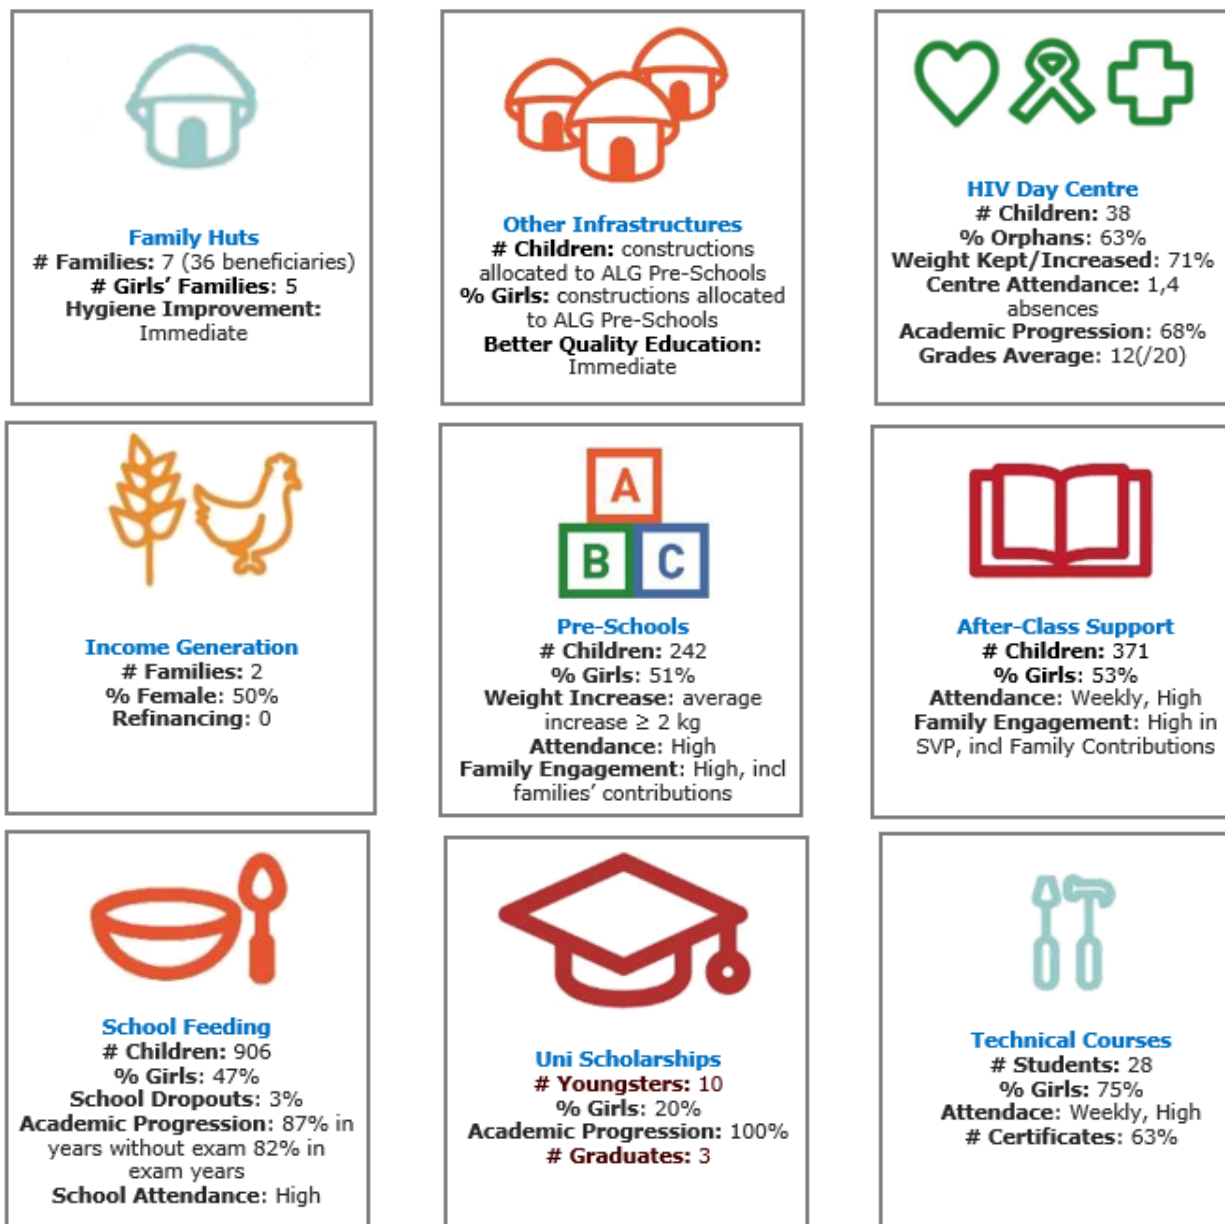 Family Huts
# Families: 7 (36 beneficiaries)
# Girls' Families: 5
Hygiene Improvement:
Immediate
Other Infrastructures
# Children: constructions
allocated to ALG Pre-Schools
% Girls: constructions allocated
to ALG Pre-Schools
Better Quality Education:
Immediate
HIV Day Centre
# Children: 38
% Orphans: 63%
Weight Kept/Increased: 71%
Centre Attendance: 1,4
absences
Academic Progression: 68%
Grades Average: 12(/20)
Income Generation
# Families: 2
% Female: 50%
Refinancing: 0
A
B C
Pre-Schools
# Children: 242
% Girls: 51%
Weight Increase: average
increase ≥ 2 kg
Attendance: High
Family Engagement: High, incl
families' contributions
After-Class Support
# Children: 371
% Girls: 53%
Attendance: Weekly, High
Family Engagement: High in
SVP, incl Family Contributions
School Feeding
# Children: 906
% Girls: 47%
School Dropouts: 3%
Academic Progression: 87% in
years without exam 82% in
exam years
School Attendance: High
Uni Scholarships
# Youngsters: 10
% Girls: 20%
Academic Progression: 100%
# Graduates: 3
Technical Courses
# Students: 28
% Girls: 75%
Attendace: Weekly, High
# Certificates: 63%